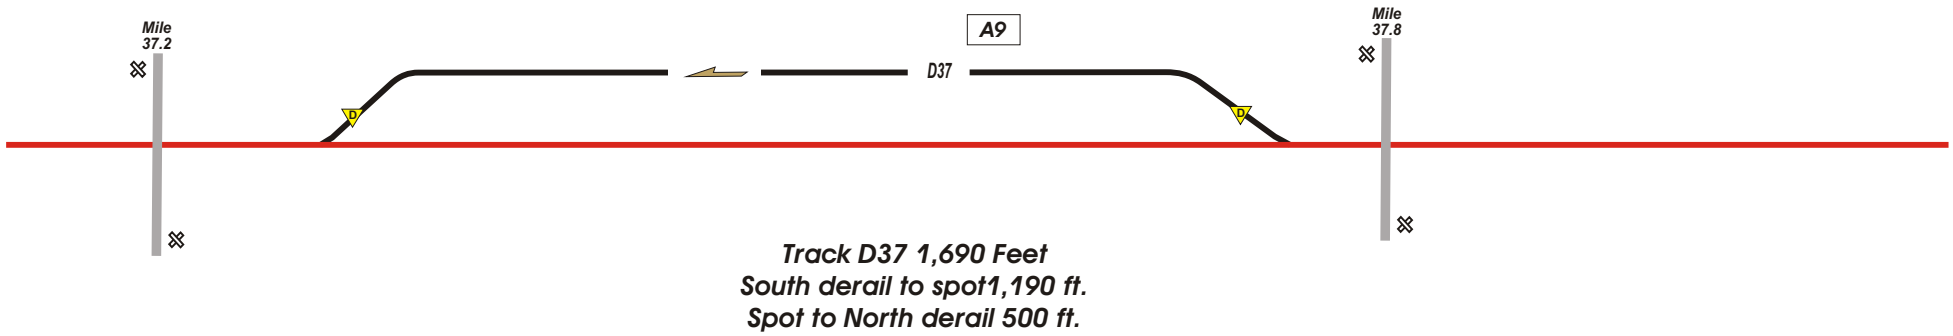 Mile
37.2
A9
Mile
37.8
D37
D
D
Track D37 1,690 Feet
South derail to spot1,190 ft.
Spot to North derail 500 ft.